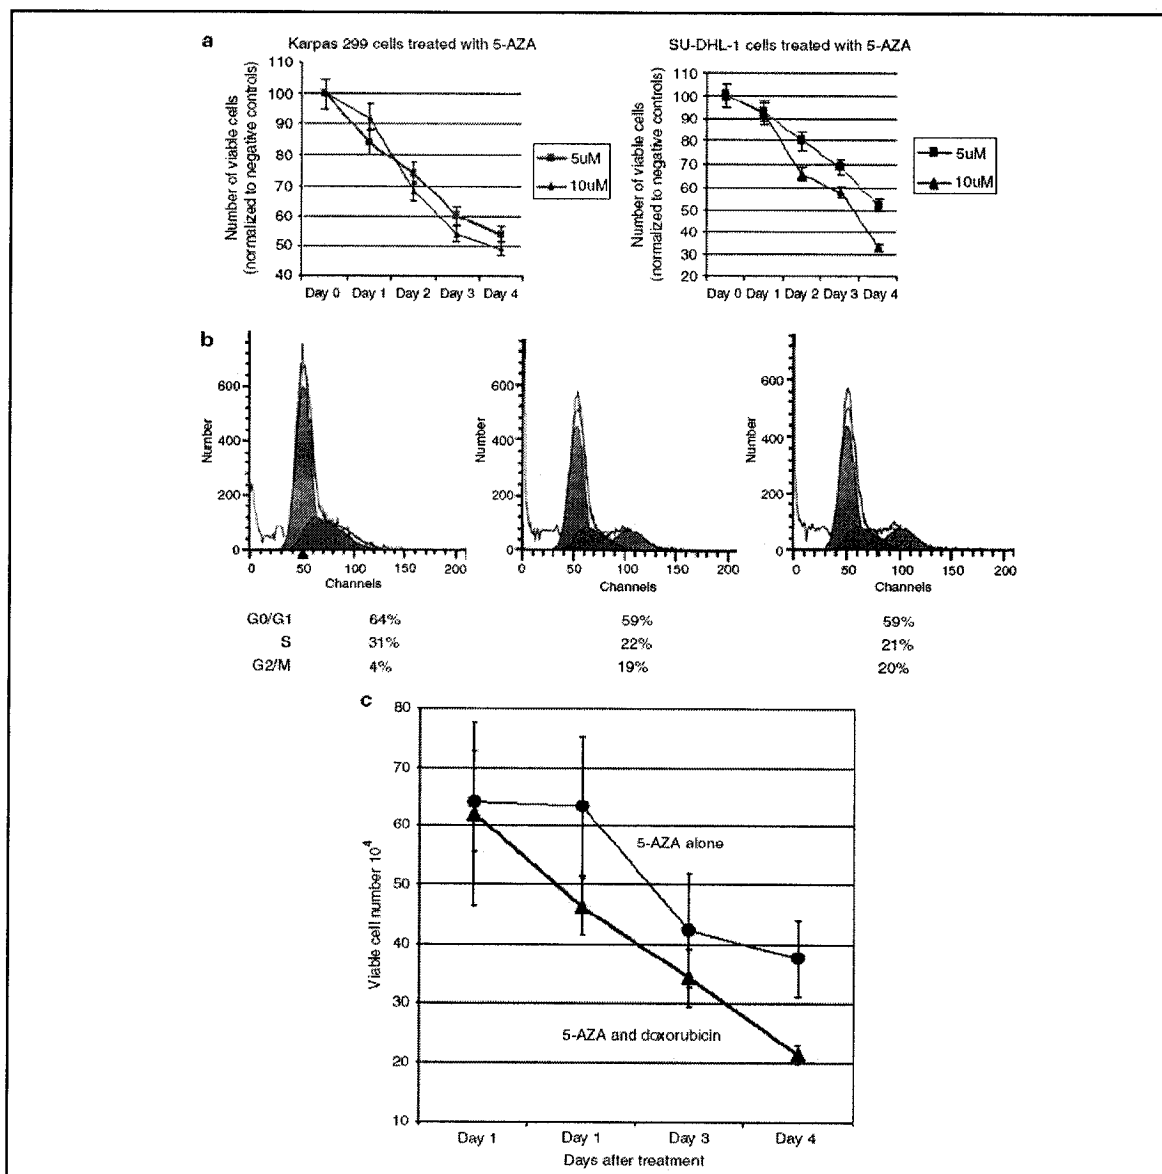 a
Karpas 299 cells treated with 5-AZA
Number of viable cells
(normalized to negative controls)
110
100
90
80
70
60
50
40
Day 0 Day 1 Day 2 Day 3 Day 4
5uM
10uM
SU-DHL-1 cells treated with 5-AZA
Number of viable cells
(normalized to negative controls)
110
100
90
80
70
60
50
40
30
20
Day 0 Day 1 Day 2 Day 3 Day 4
5uM
10uM
b
Number
600
400
200
0
0 50 100 150 200
Channels
Number
600
400
200
0
0 50 100 150 200
Channels
Number
600
400
200
0
0 50 100 150 200
Channels
G0/G1 64% 59% 59%
S 31% 22% 21%
G2/M 4% 19% 20%
c
Viable cell number 10⁴
80
70
60
50
40
30
20
10
5-AZA alone
5-AZA and doxorubicin
Day 1 Day 1 Day 3 Day 4
Days after treatment